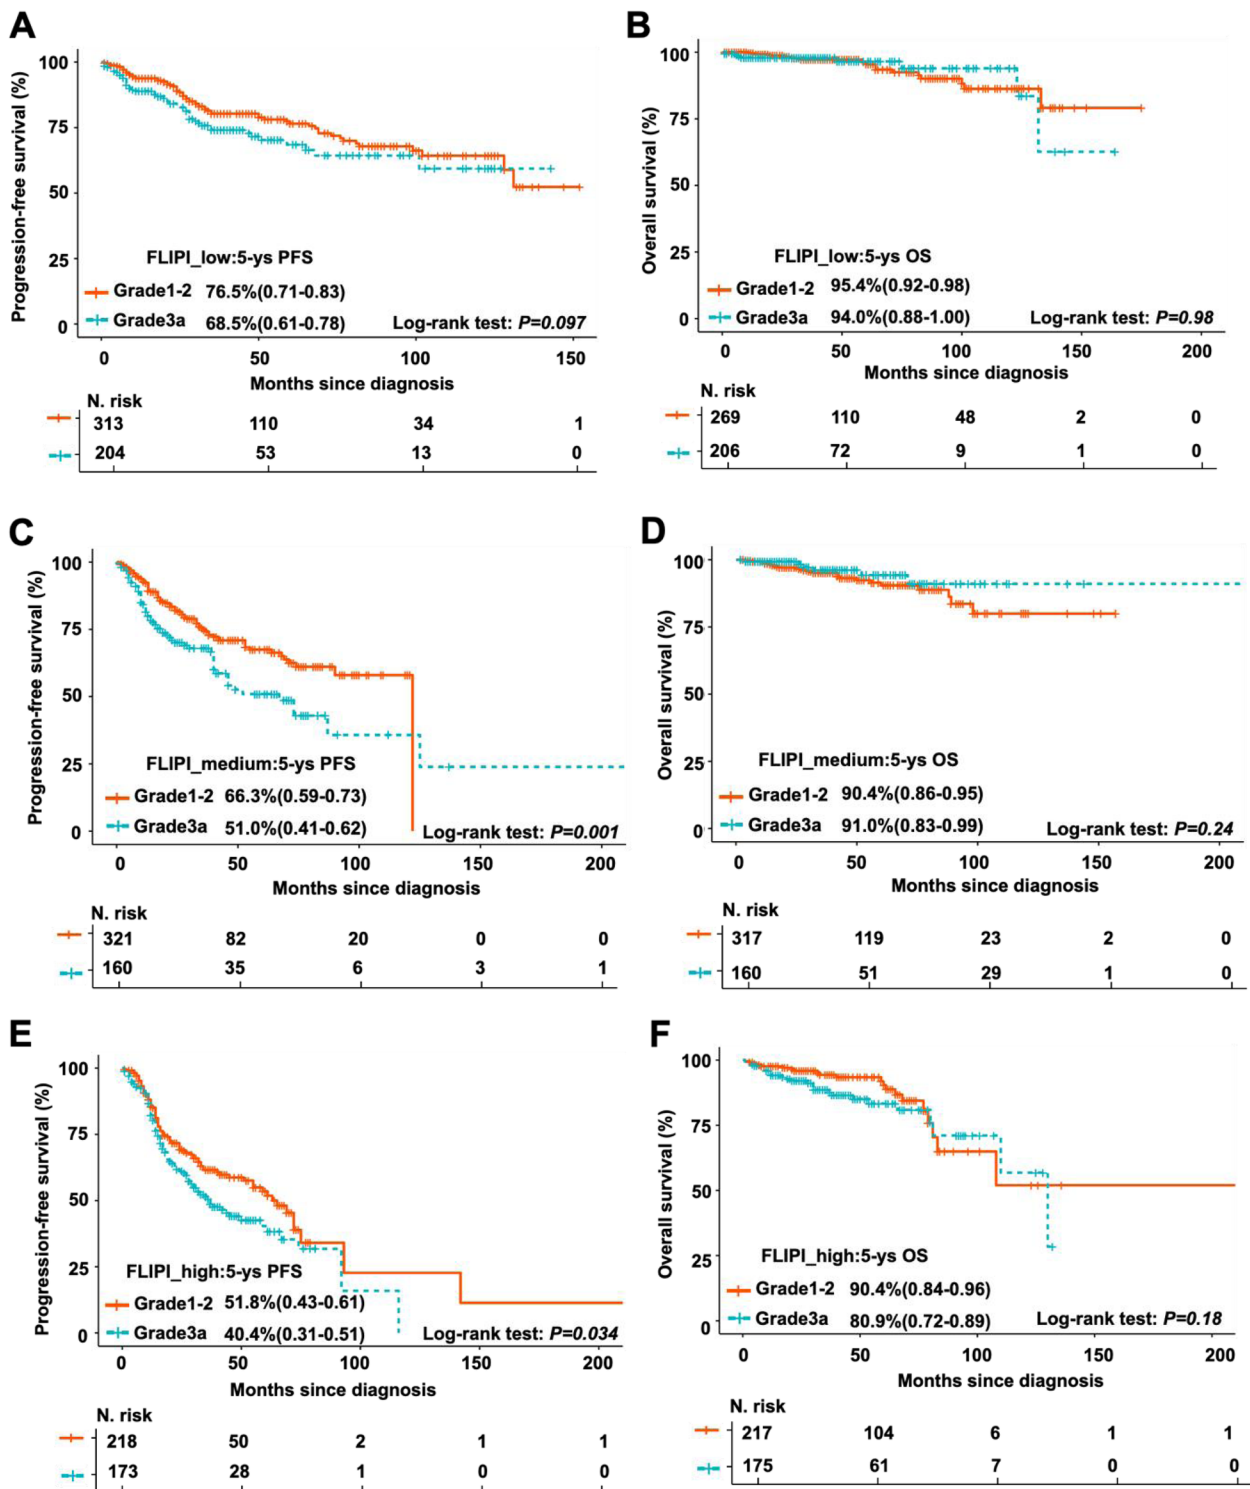 A
Progression-free survival (%)
100
75
50
25
0
FLIPI_low:5-ys PFS
Grade1-2 76.5%(0.71-0.83)
Grade3a 68.5%(0.61-0.78)
Log-rank test: P=0.097
0 50 100 150
Months since diagnosis
N. risk
313 110 34 1
204 53 13 0
B
Overall survival (%)
100
75
50
25
0
FLIPI_low:5-ys OS
Grade1-2 95.4%(0.92-0.98)
Grade3a 94.0%(0.88-1.00)
Log-rank test: P=0.98
0 50 100 150 200
Months since diagnosis
N. risk
269 110 48 2 0
206 72 9 1 0
C
Progression-free survival (%)
100
75
50
25
0
FLIPI_medium:5-ys PFS
Grade1-2 66.3%(0.59-0.73)
Grade3a 51.0%(0.41-0.62)
Log-rank test: P=0.001
0 50 100 150 200
Months since diagnosis
N. risk
321 82 20 0 0
160 35 6 3 1
D
Overall survival (%)
100
75
50
25
0
FLIPI_medium:5-ys OS
Grade1-2 90.4%(0.86-0.95)
Grade3a 91.0%(0.83-0.99)
Log-rank test: P=0.24
0 50 100 150 200
Months since diagnosis
N. risk
317 119 23 2 0
160 51 29 1 0
E
Progression-free survival (%)
100
75
50
25
0
FLIPI_high:5-ys PFS
Grade1-2 51.8%(0.43-0.61)
Grade3a 40.4%(0.31-0.51)
Log-rank test: P=0.034
0 50 100 150 200
Months since diagnosis
N. risk
218 50 2 1 1
173 28 1 0 0
F
Overall survival (%)
100
75
50
25
0
FLIPI_high:5-ys OS
Grade1-2 90.4%(0.84-0.96)
Grade3a 80.9%(0.72-0.89)
Log-rank test: P=0.18
0 50 100 150 200
Months since diagnosis
N. risk
217 104 6 1 1
175 61 7 0 0